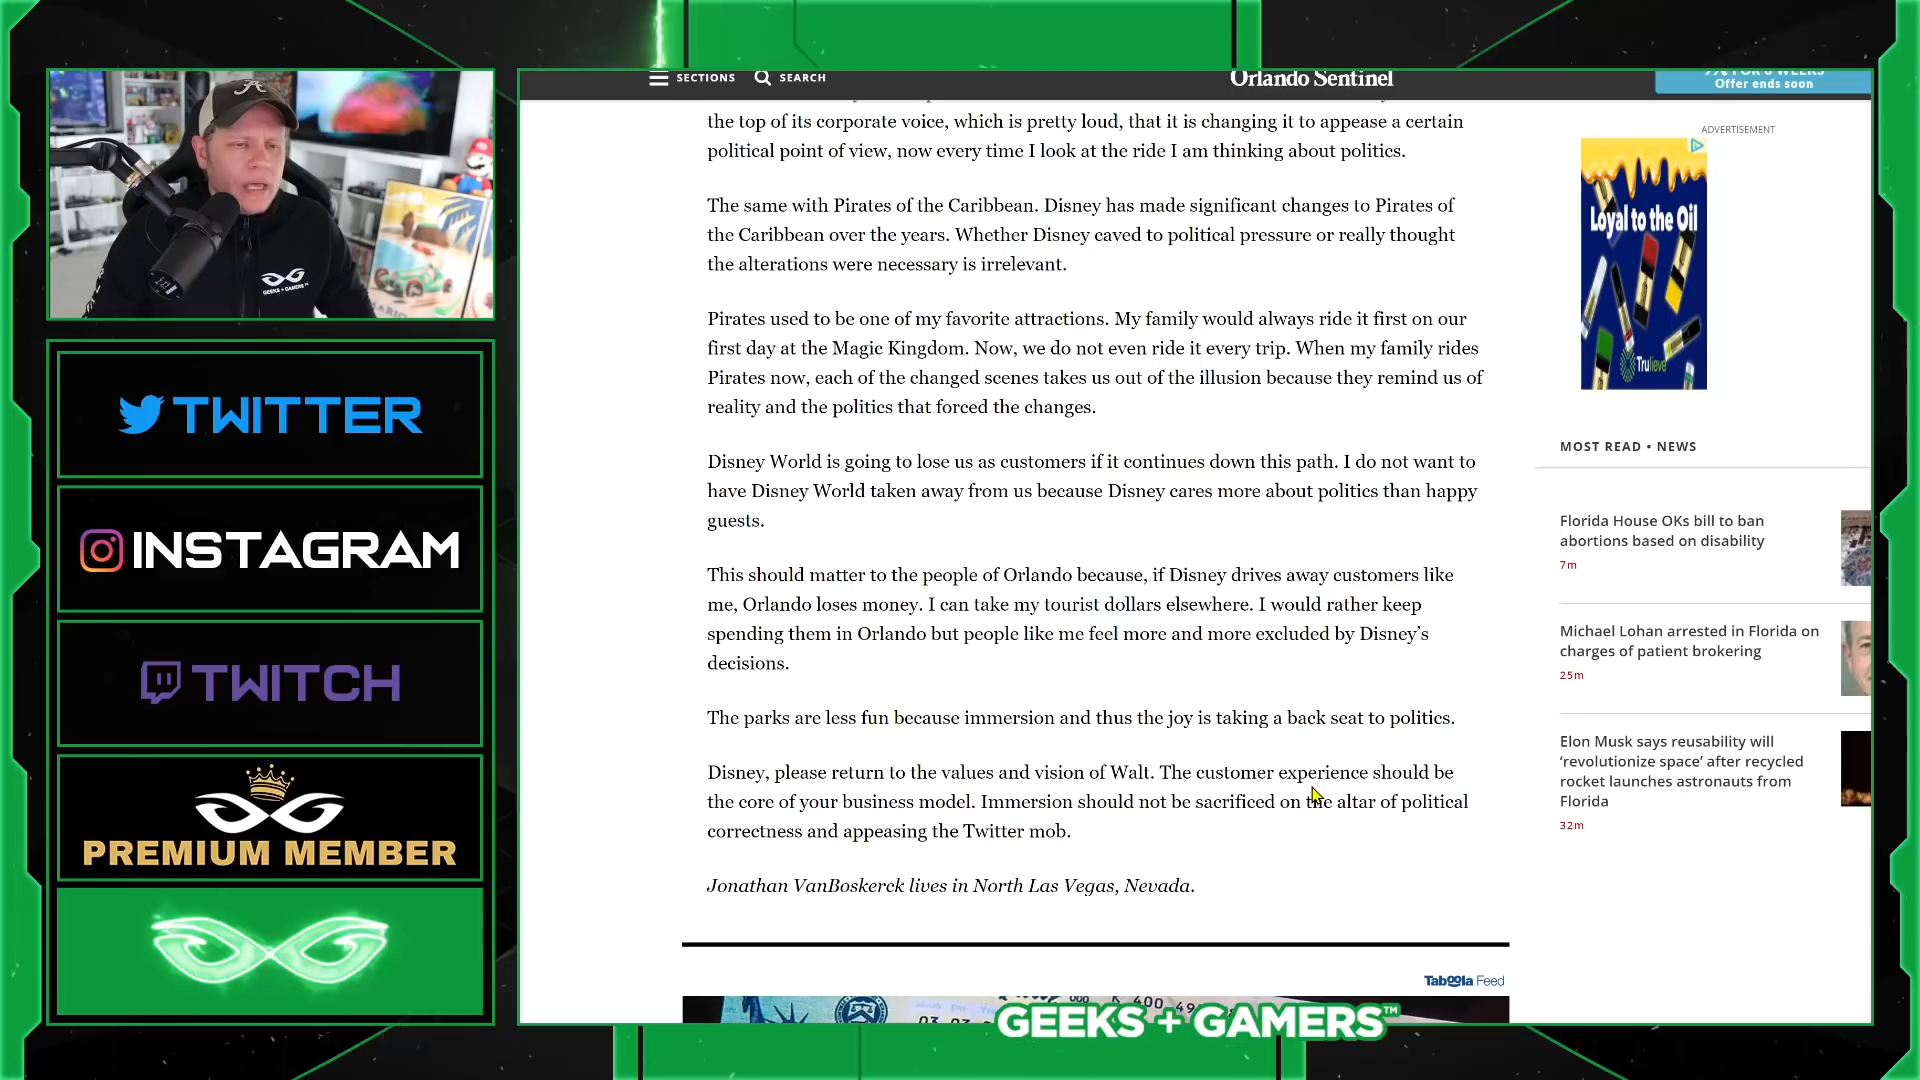 SECTIONS
SEARCH
Orlando Sentinel
Offer ends soon
the top of its corporate voice, which is pretty loud, that it is changing it to appease a certain
political point of view, now every time I look at the ride I am thinking about politics.
The same with Pirates of the Caribbean. Disney has made significant changes to Pirates of
the Caribbean over the years. Whether Disney caved to political pressure or really thought
the alterations were necessary is irrelevant.
Pirates used to be one of my favorite attractions. My family would always ride it first on our
first day at the Magic Kingdom. Now, we do not even ride it every trip. When my family rides
Pirates now, each of the changed scenes takes us out of the illusion because they remind us of
reality and the politics that forced the changes.
Disney World is going to lose us as customers if it continues down this path. I do not want to
have Disney World taken away from us because Disney cares more about politics than happy
guests.
This should matter to the people of Orlando because, if Disney drives away customers like
me, Orlando loses money. I can take my tourist dollars elsewhere. I would rather keep
spending them in Orlando but people like me feel more and more excluded by Disney’s
decisions.
The parks are less fun because immersion and thus the joy is taking a back seat to politics.
Disney, please return to the values and vision of Walt. The customer experience should be
the core of your business model. Immersion should not be sacrificed on the altar of political
correctness and appeasing the Twitter mob.
Jonathan VanBoskerck lives in North Las Vegas, Nevada.
Taboola Feed
ADVERTISEMENT
Loyal to the Oil
Trulieve
MOST READ • NEWS
Florida House OKs bill to ban
abortions based on disability
7m
Michael Lohan arrested in Florida on
charges of patient brokering
25m
Elon Musk says reusability will
‘revolutionize space’ after recycled
rocket launches astronauts from
Florida
32m
GEEKS + GAMERS™
TWITTER
INSTAGRAM
TWITCH
PREMIUM MEMBER
GEEKS + GAMERS™